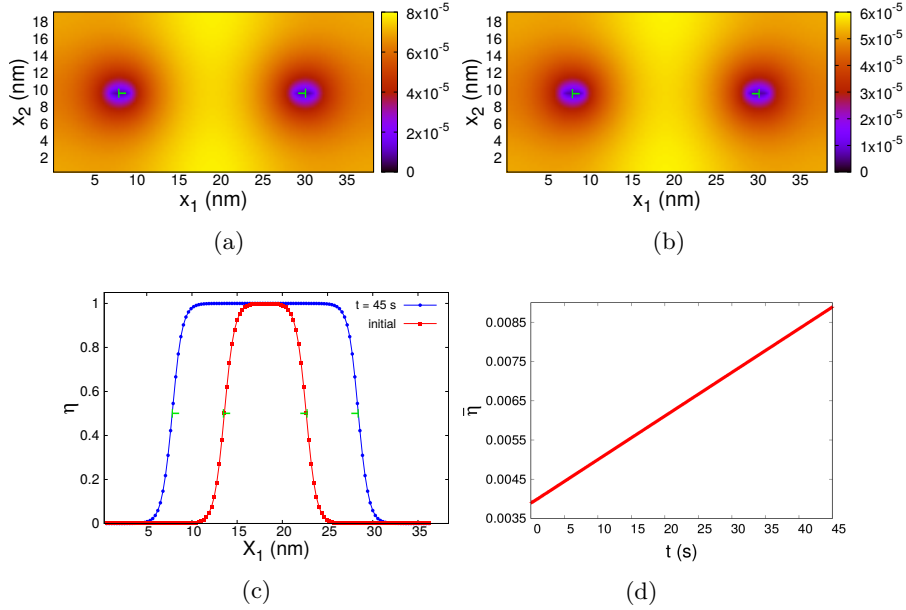 18
16
14
12
10
8
6
4
2
x2 (nm)
5 10 15 20 25 30 35
x1 (nm)
8x10-5
6x10-5
4x10-5
2x10-5
0
(a)
18
16
14
12
10
8
6
4
2
x2 (nm)
5 10 15 20 25 30 35
x1 (nm)
6x10-5
5x10-5
4x10-5
3x10-5
2x10-5
1x10-5
0
(b)
1
0.8
0.6
0.4
0.2
0
η
t = 45 s
initial
5 10 15 20 25 30 35
X1 (nm)
(c)
0.0085
0.0075
0.0065
0.0055
0.0045
0.0035
η̄
0 5 10 15 20 25 30 35 40 45
t (s)
(d)